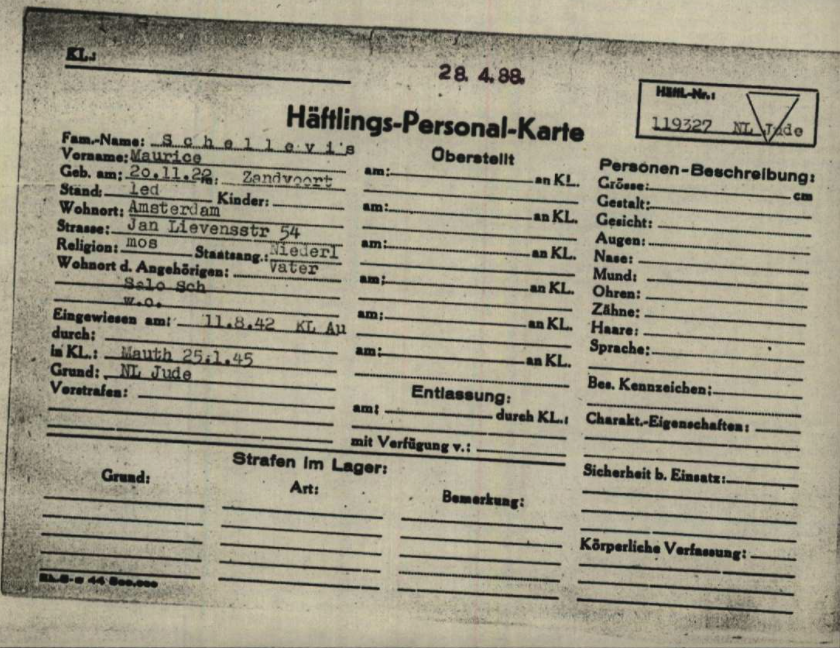 KL.:
28. 4. 88.
Häftl.-Nr.:
119327 NL Jude
Häftlings-Personal-Karte
Fam.-Name: Schellevis
Vorname: Maurice
Geb. am: 20.11.22 in: Zandvoort
Stand: led Kinder:
Wohnort: Amsterdam
Strasse: Jan Lievensstr 54
Religion: mos Staatsang.: Niederl
Wohnort d. Angehörigen: Vater
Salo Sch
w.o.
Eingewiesen am: 11.8.42 KL Au
durch:
in KL.: Mauth 25.1.45
Grund: NL Jude
Vorstrafen:
Überstellt
am: an KL.
am: an KL.
am: an KL.
am: an KL.
am: an KL.
am: an KL.
Entlassung:
am: durch KL.:
mit Verfügung v.:
Personen-Beschreibung:
Grösse: cm
Gestalt:
Gesicht:
Augen:
Nase:
Mund:
Ohren:
Zähne:
Haare:
Sprache:
Bes. Kennzeichen:
Charakt.-Eigenschaften:
Sicherheit b. Einsatz:
Körperliche Verfassung:
Strafen im Lager:
Grund: Art: Bemerkung: